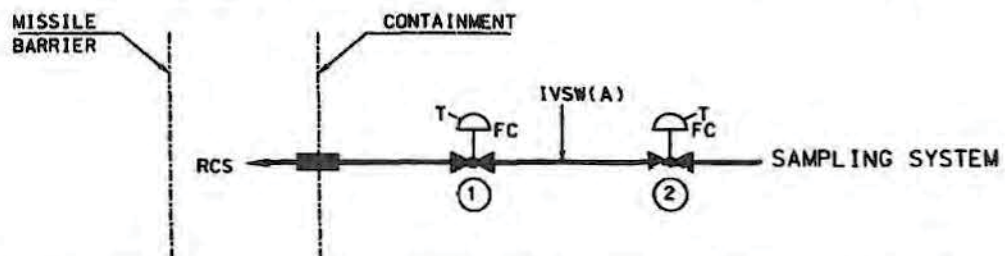 MISSILE
BARRIER
CONTAINMENT
IVSW(A)
T
FC
T
FC
RCS
SAMPLING SYSTEM
1
2